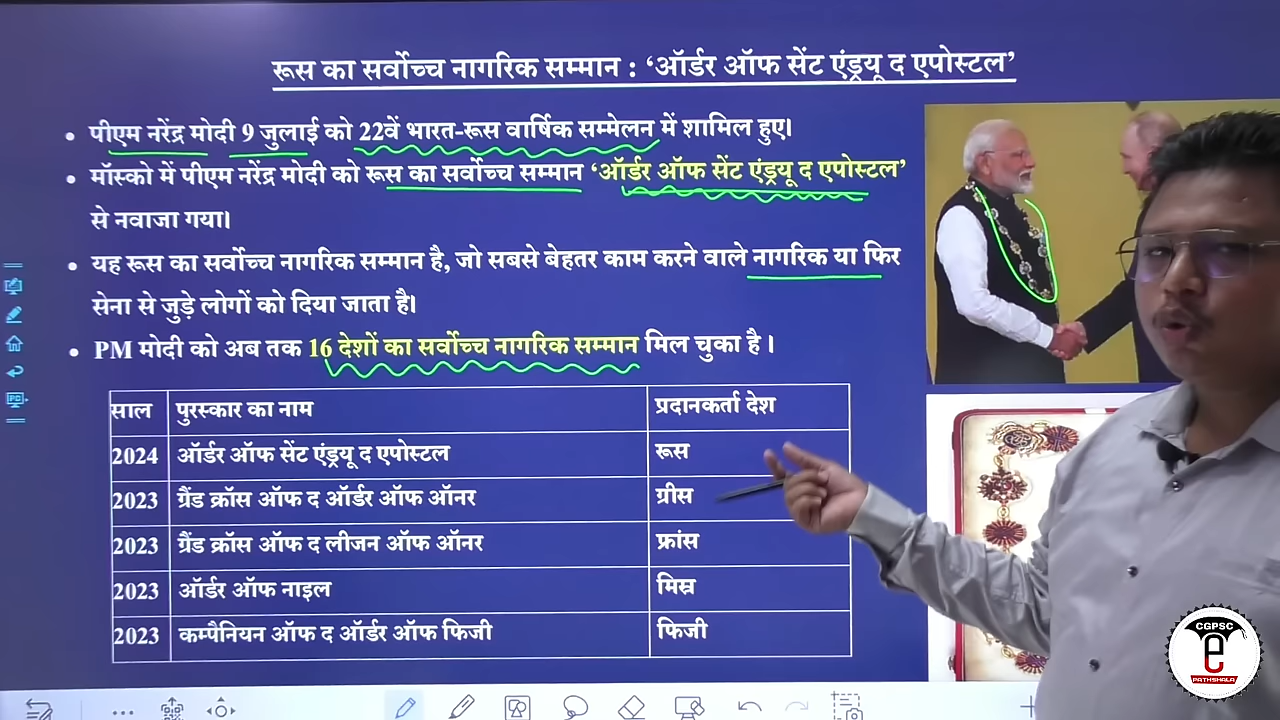 रूस का सर्वोच्च नागरिक सम्मान : ‘ऑर्डर ऑफ सेंट एंड्रयू द एपोस्टल’
• पीएम नरेंद्र मोदी 9 जुलाई को 22वें भारत-रूस वार्षिक सम्मेलन में शामिल हुए।
• मॉस्को में पीएम नरेंद्र मोदी को रूस का सर्वोच्च सम्मान ‘ऑर्डर ऑफ सेंट एंड्रयू द एपोस्टल’
से नवाजा गया।
• यह रूस का सर्वोच्च नागरिक सम्मान है, जो सबसे बेहतर काम करने वाले नागरिक या फिर
सेना से जुड़े लोगों को दिया जाता है।
• PM मोदी को अब तक 16 देशों का सर्वोच्च नागरिक सम्मान मिल चुका है ।
साल पुरस्कार का नाम प्रदानकर्ता देश
2024 ऑर्डर ऑफ सेंट एंड्रयू द एपोस्टल रूस
2023 ग्रैंड क्रॉस ऑफ द ऑर्डर ऑफ ऑनर ग्रीस
2023 ग्रैंड क्रॉस ऑफ द लीजन ऑफ ऑनर फ्रांस
2023 ऑर्डर ऑफ नाइल मिस्र
2023 कम्पैनियन ऑफ द ऑर्डर ऑफ फिजी फिजी
CGPSC
e
PATHSHALA